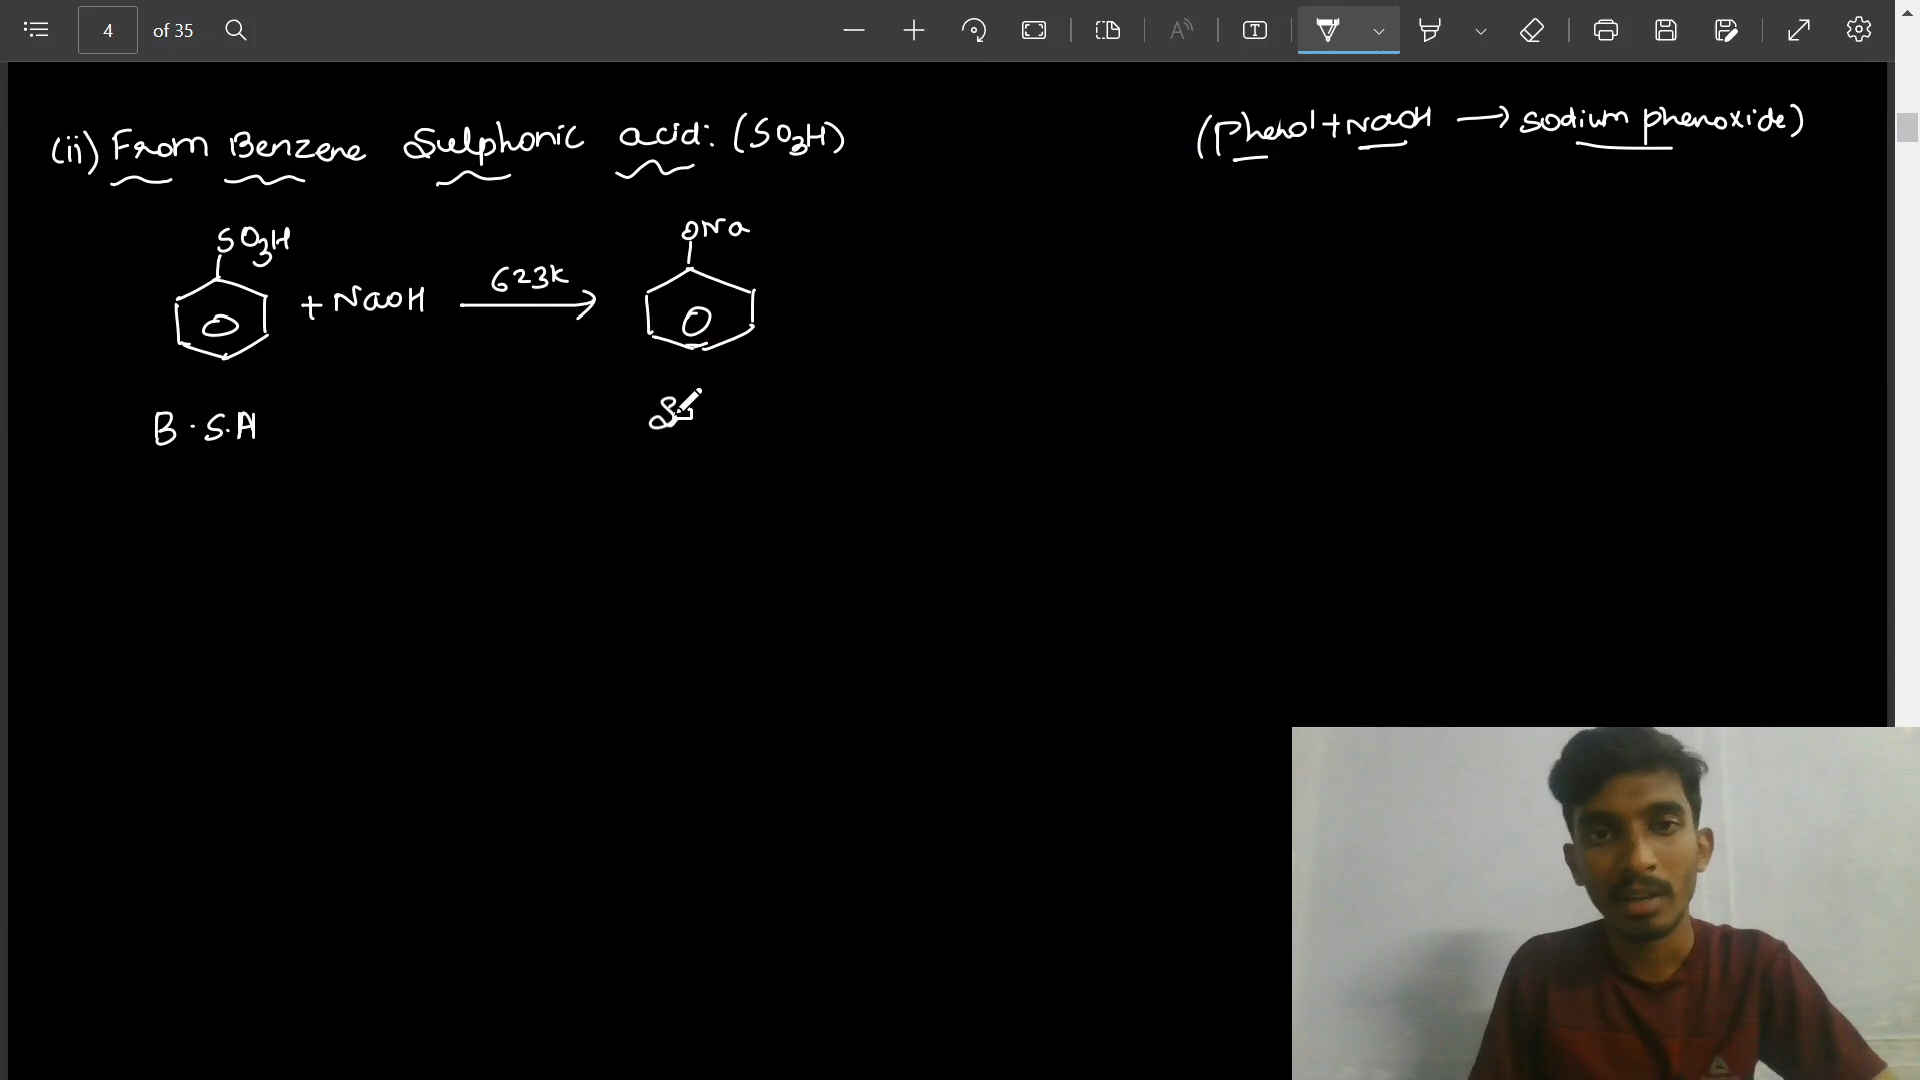 4 of 35
(ii) From Benzene Sulphonic acid: (SO3H)
(Phenol + NaOH → Sodium phenoxide)
SO3H
ONa
+ NaOH
623K
B.S.A
S